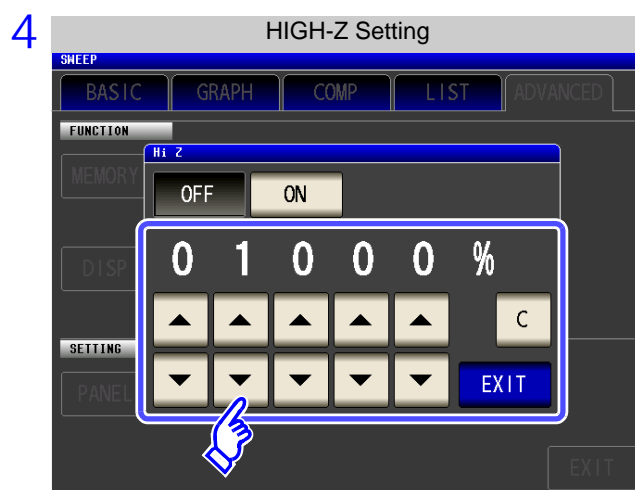 4
HIGH-Z Setting
SWEEP
BASIC GRAPH COMP LIST ADVANCED
FUNCTION
Hi Z
MEMORY
OFF ON
DISP
0 1 0 0 0 %
C
SETTING
PANEL
EXIT
EXIT